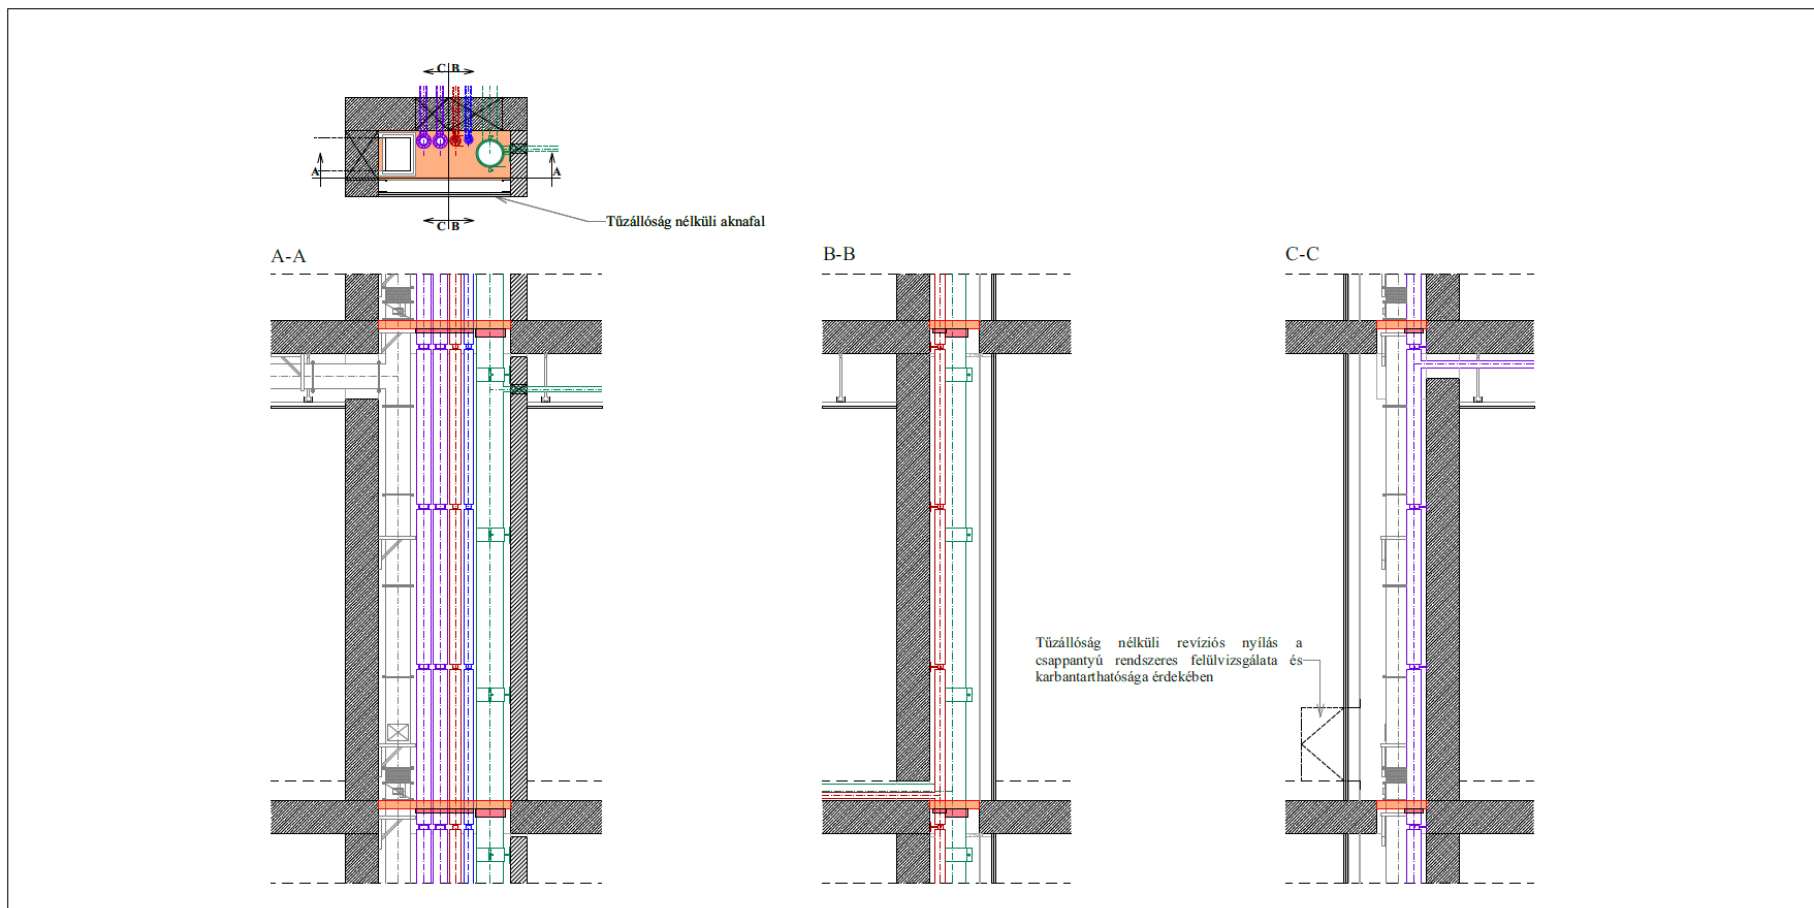 C B
A
A
C B
Tűzállóság nélküli aknafal
A-A
B-B
C-C
Tűzállóság nélküli revíziós nyílás a
csappantyú rendszeres felülvizsgálata és
karbantarthatósága érdekében